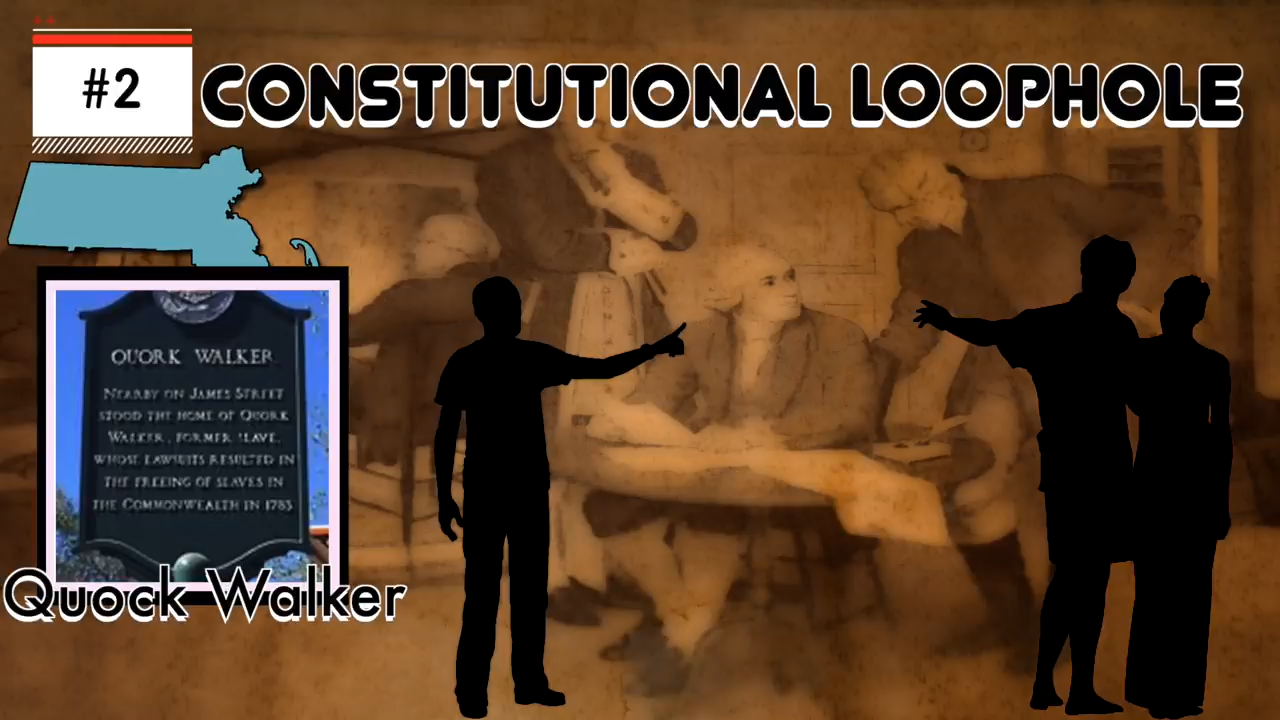 #2
CONSTITUTIONAL LOOPHOLE
QUORK WALKER
NEARBY ON JAMES STREET
STOOD THE HOME OF QUORK
WALKER, FORMER SLAVE,
WHOSE LAWSUITS RESULTED IN
THE FREEING OF SLAVES IN
THE COMMONWEALTH IN 1783
Quock Walker